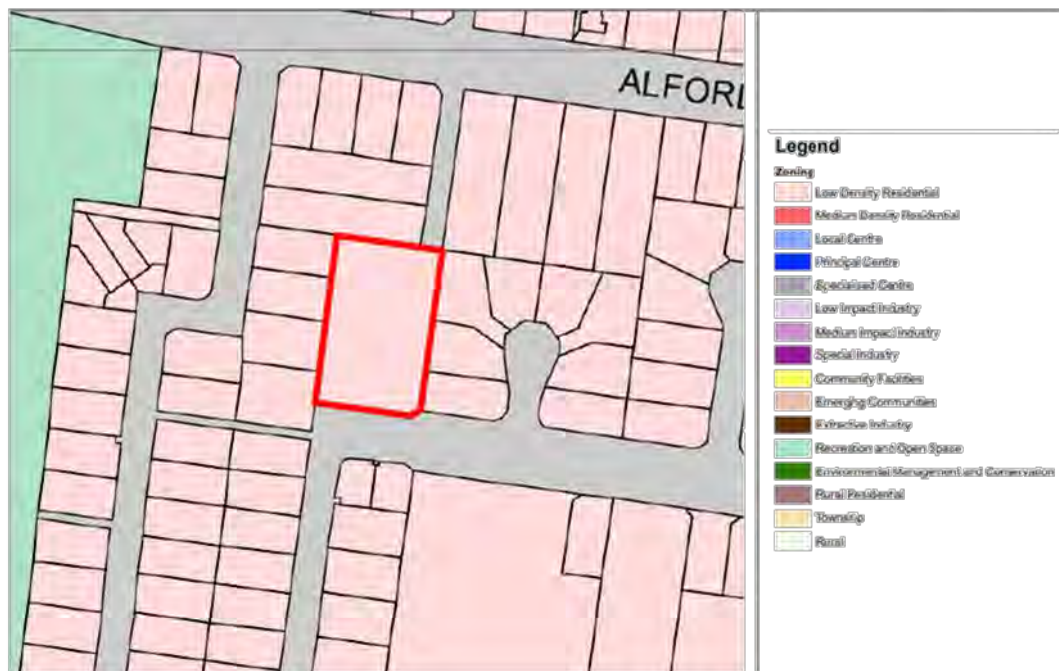 ALFORD
Legend
Zoning
Low Density Residential
Medium Density Residential
Local Centre
Principal Centre
Specialised Centre
Low Impact Industry
Medium Impact Industry
Special Industry
Community Facilities
Emerging Communities
Extractive Industry
Recreation and Open Space
Environmental Management and Conservation
Rural Residential
Township
Rural